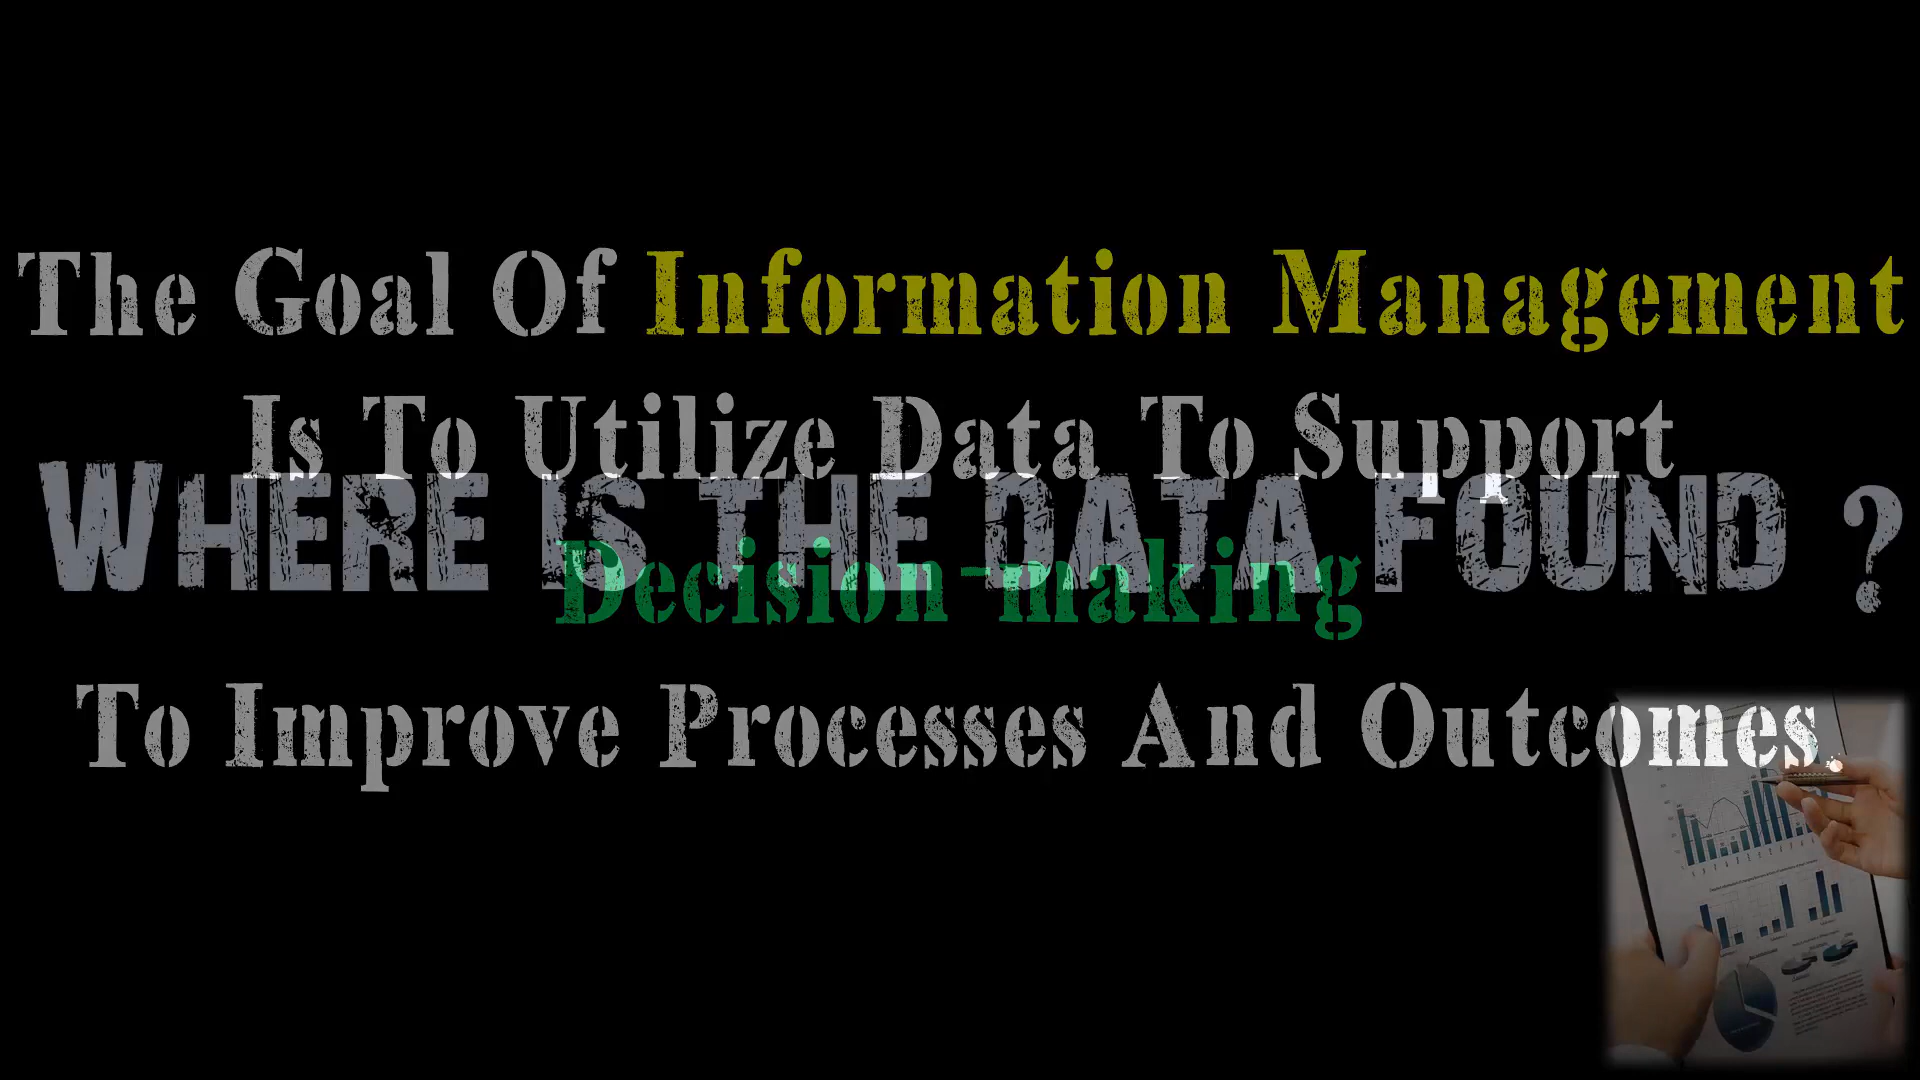 The Goal Of Information Management
Is To Utilize Data To Support
WHERE IS THE DATA FOUND ?
Decision-making
To Improve Processes And Outcomes.